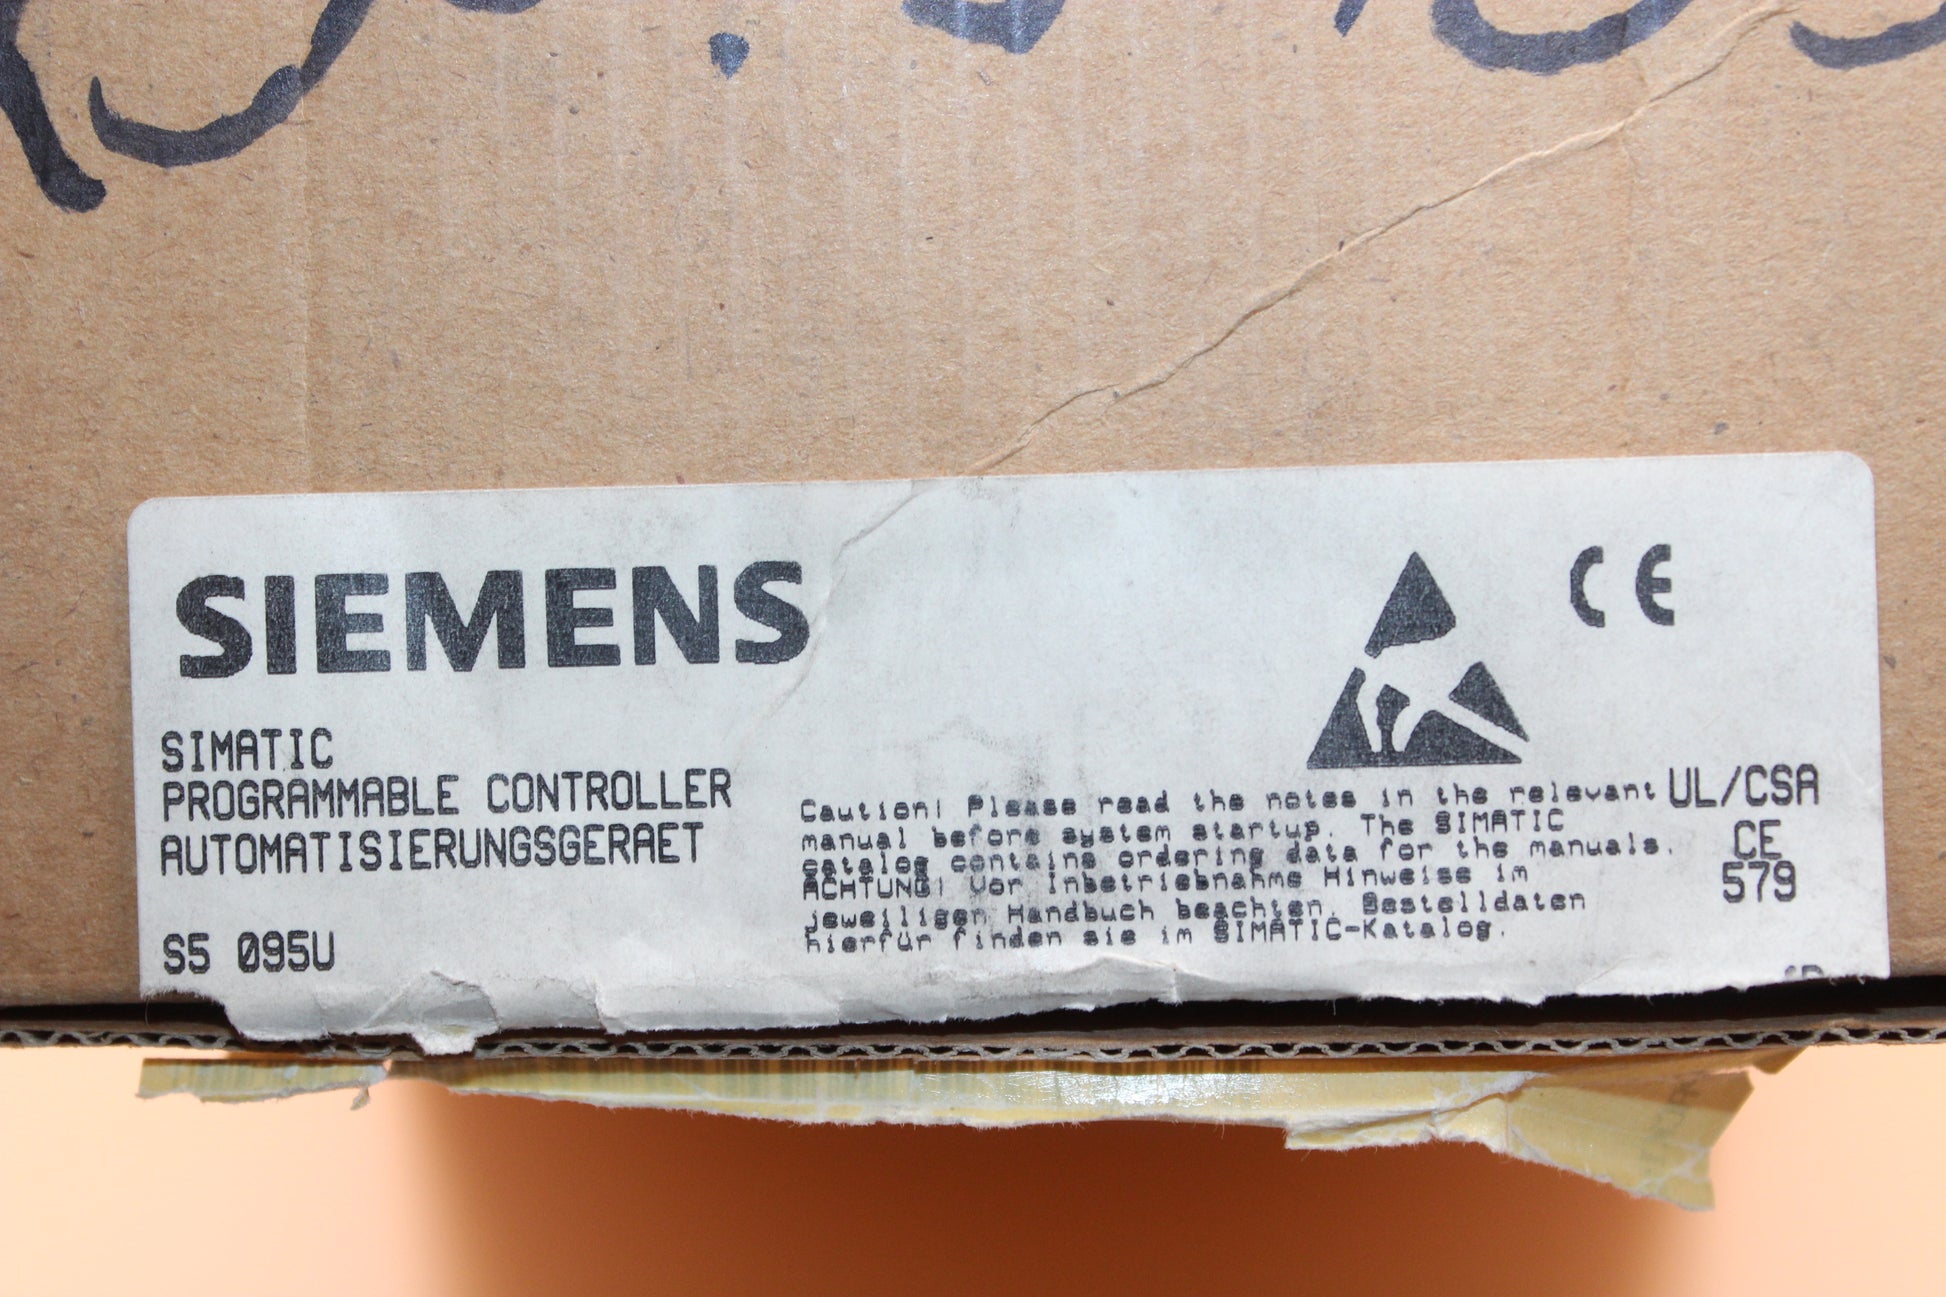 SIEMENS
CE
SIMATIC
PROGRAMMABLE CONTROLLER
AUTOMATISIERUNGSGERAET
S5 095U
Caution! Please read the notes in the relevant
manual before system startup. The SIMATIC
catalog contains ordering data for the manuals.
ACHTUNG! Vor Inbetriebnahme Hinweise im
jeweiligen Handbuch beachten. Bestelldaten
hierfür finden sie im SIMATIC-Katalog.
UL/CSA
CE
579